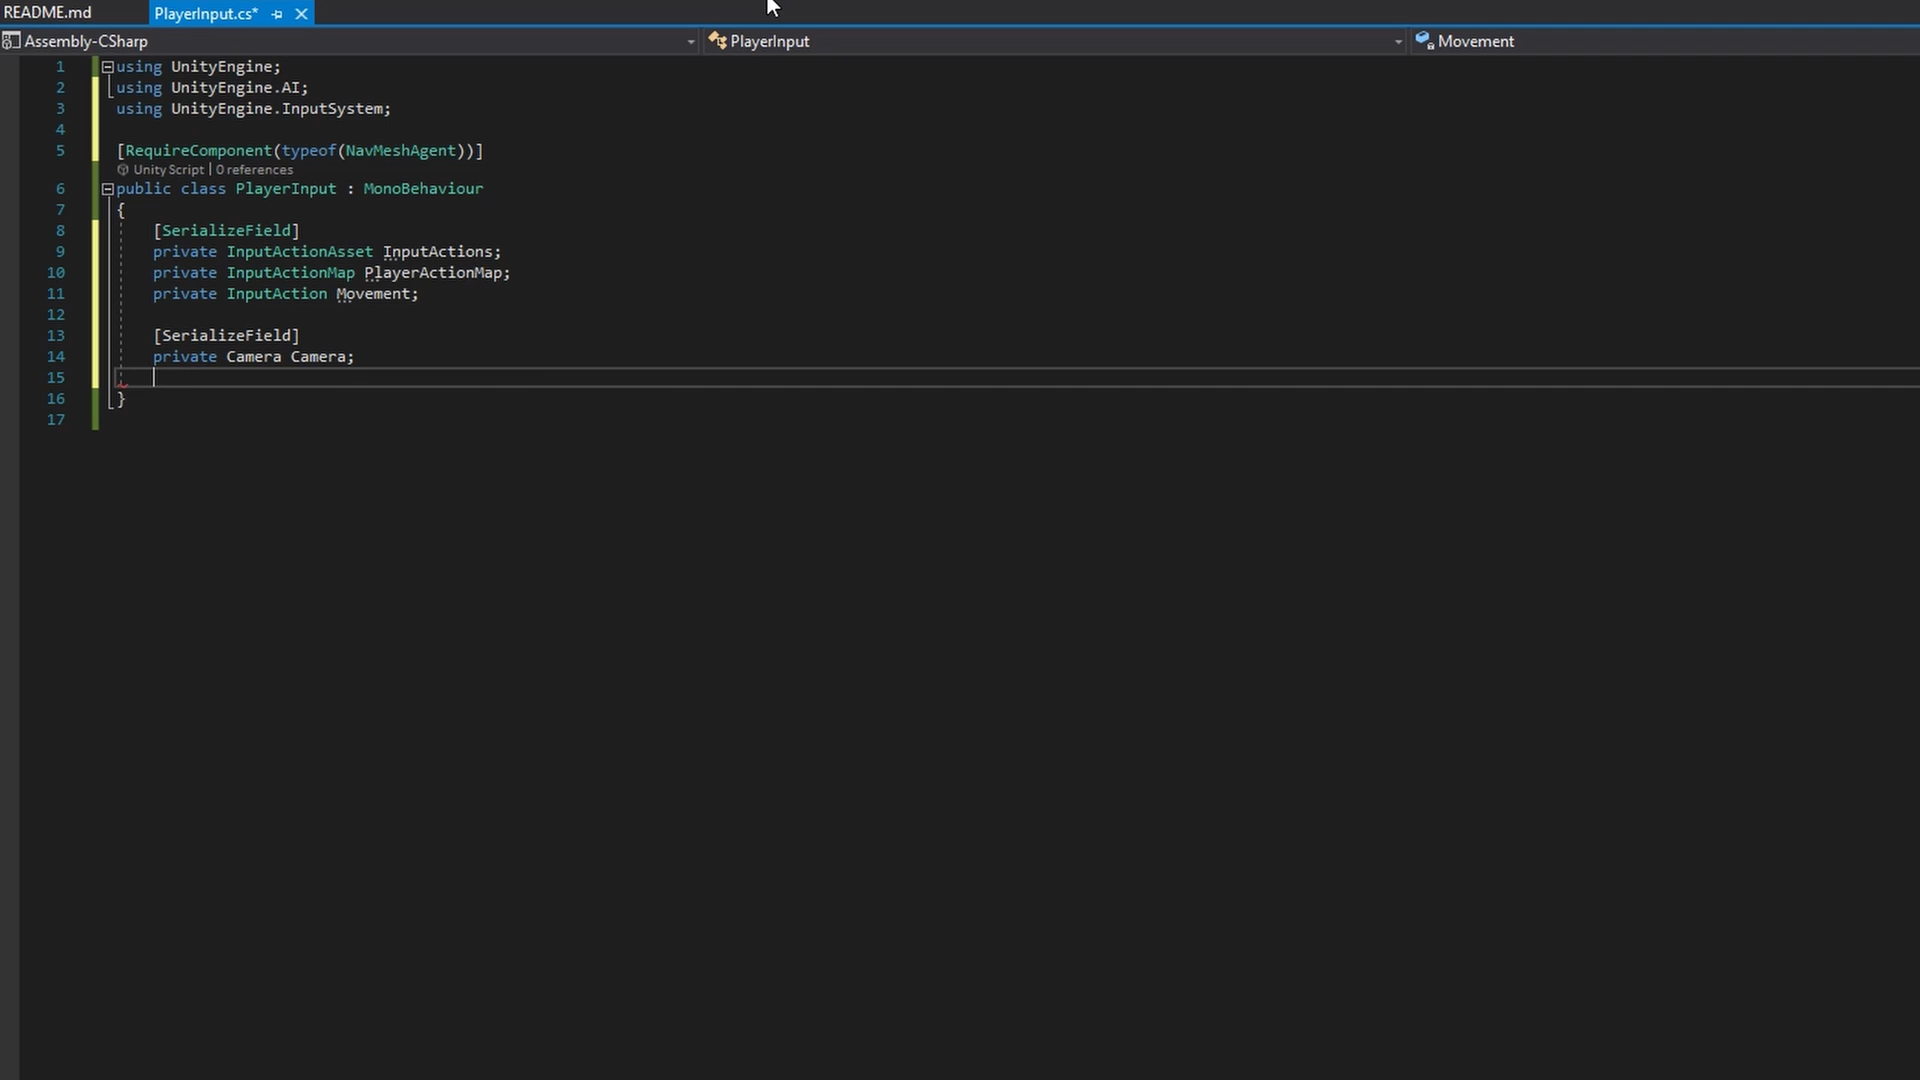 README.md
PlayerInput.cs*
Assembly-CSharp
PlayerInput
Movement
1 using UnityEngine;
2 using UnityEngine.AI;
3 using UnityEngine.InputSystem;
4
5 [RequireComponent(typeof(NavMeshAgent))]
Unity Script | 0 references
6 public class PlayerInput : MonoBehaviour
7 {
8 [SerializeField]
9 private InputActionAsset InputActions;
10 private InputActionMap PlayerActionMap;
11 private InputAction Movement;
12
13 [SerializeField]
14 private Camera Camera;
15
16 }
17